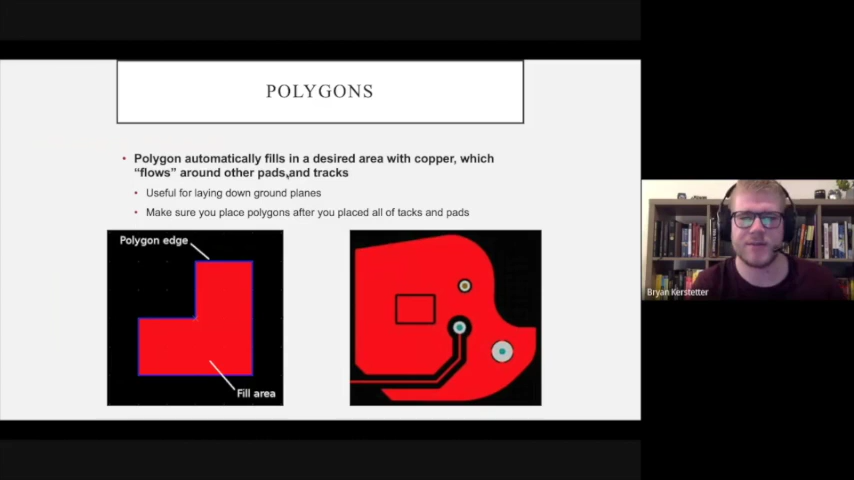 POLYGONS
Polygon automatically fills in a desired area with copper, which
“flows” around other pads,and tracks
Useful for laying down ground planes
Make sure you place polygons after you placed all of tacks and pads
Polygon edge
Fill area
Bryan Kerstetter